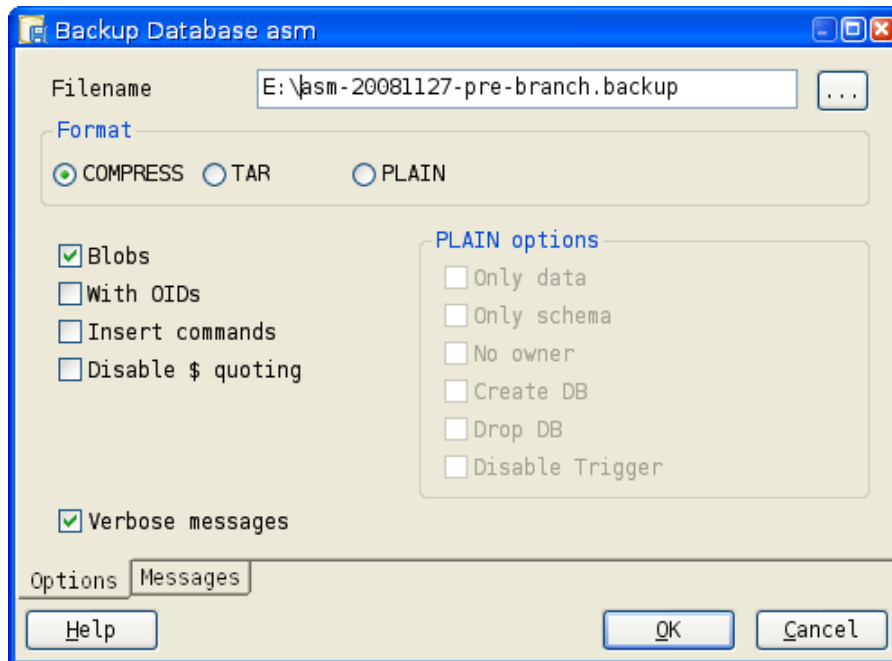 Backup Database asm
Filename E:\asm-20081127-pre-branch.backup ...
Format
COMPRESS TAR PLAIN
Blobs
With OIDs
Insert commands
Disable $ quoting
PLAIN options
Only data
Only schema
No owner
Create DB
Drop DB
Disable Trigger
Verbose messages
Options Messages
Help OK Cancel